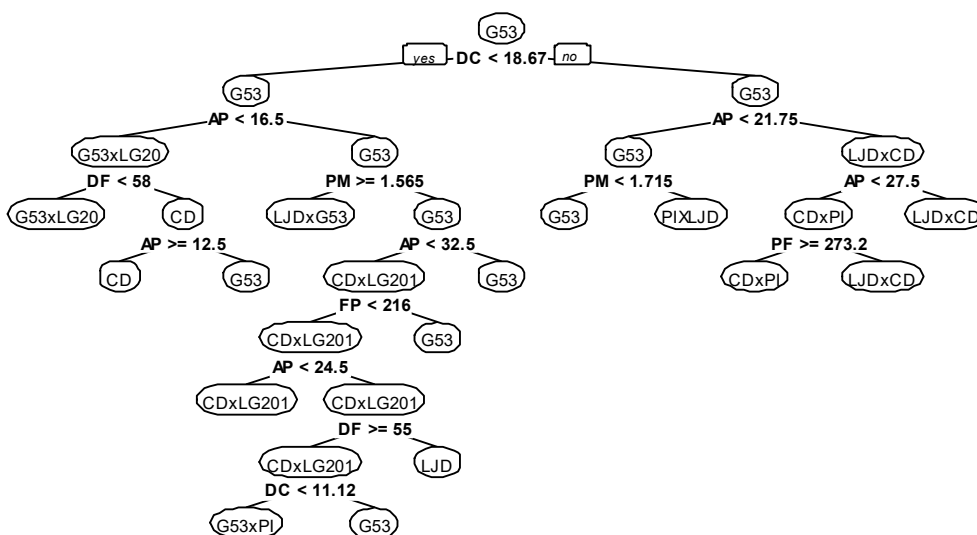 G53
yes DC < 18.67 no
G53 G53
AP < 16.5 AP < 21.75
G53xLG20 G53 G53 LJDxCD
DF < 58 PM >= 1.565 PM < 1.715 AP < 27.5
G53xLG20 CD LJDxG53 G53 G53 PIXLJD CDxPI LJDxCD
AP >= 12.5 AP < 32.5 PF >= 273.2
CD G53 CDxLG201 G53 CDxPI LJDxCD
FP < 216
CDxLG201 G53
AP < 24.5
CDxLG201 CDxLG201
DF >= 55
CDxLG201 LJD
DC < 11.12
G53xPI G53